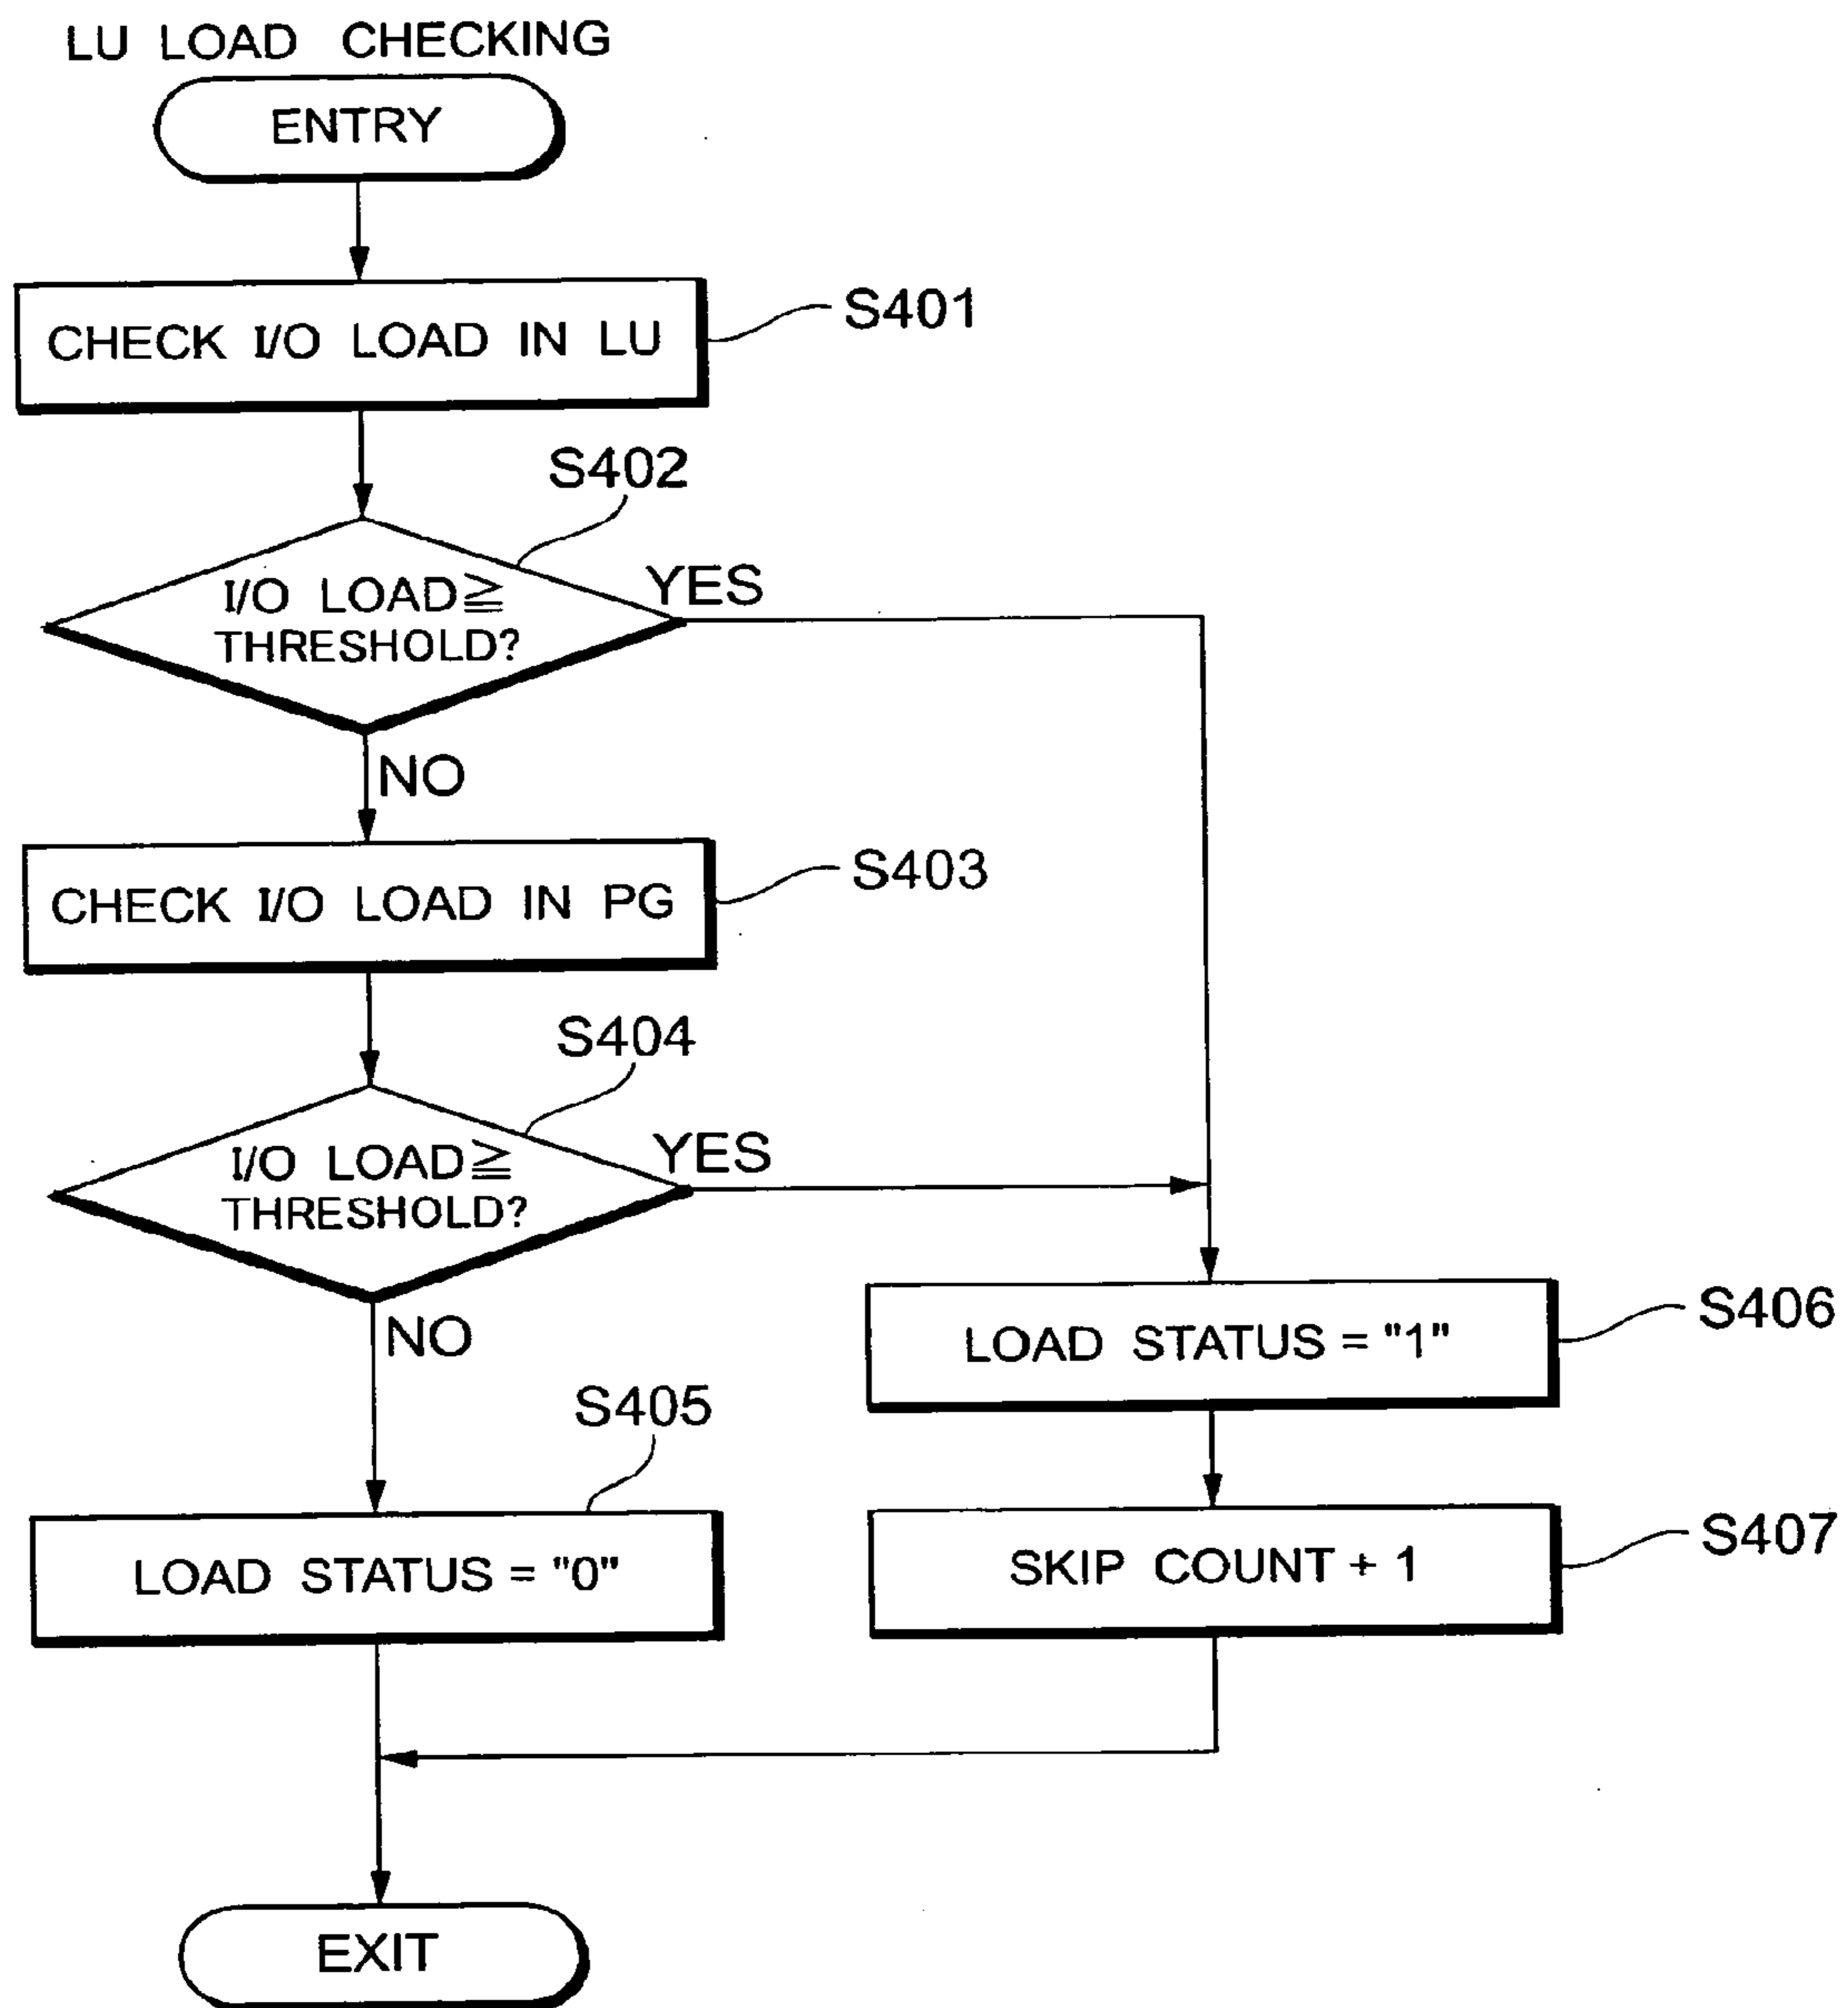 LU LOAD CHECKING
ENTRY
CHECK I/O LOAD IN LU
S401
S402
I/O LOAD≧
THRESHOLD?
YES
NO
CHECK I/O LOAD IN PG
S403
S404
I/O LOAD≧
THRESHOLD?
YES
NO
S405
LOAD STATUS = "0"
LOAD STATUS = "1"
S406
SKIP COUNT + 1
S407
EXIT